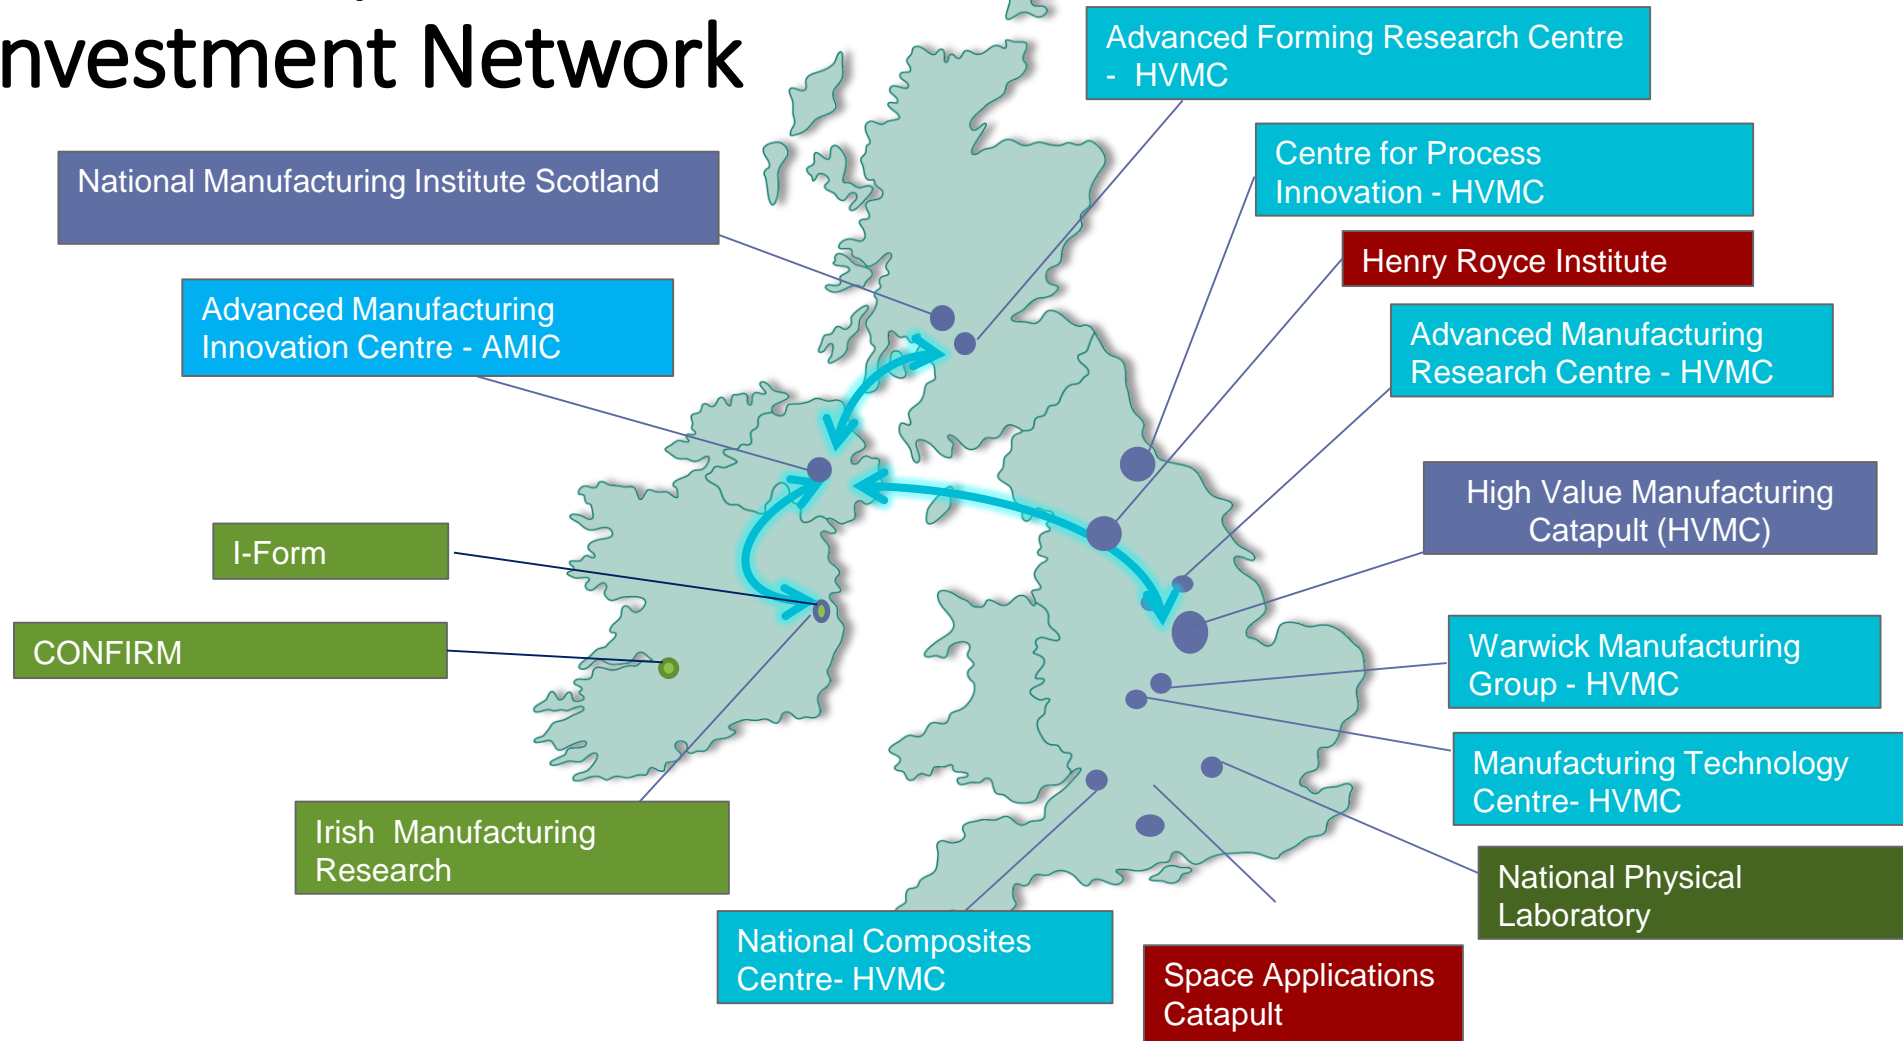 nvestment Network
Advanced Forming Research Centre
- HVMC
Centre for Process
Innovation - HVMC
National Manufacturing Institute Scotland
Henry Royce Institute
Advanced Manufacturing
Innovation Centre - AMIC
Advanced Manufacturing
Research Centre - HVMC
High Value Manufacturing
Catapult (HVMC)
I-Form
CONFIRM
Warwick Manufacturing
Group - HVMC
Manufacturing Technology
Centre- HVMC
Irish Manufacturing
Research
National Physical
Laboratory
National Composites
Centre- HVMC
Space Applications
Catapult